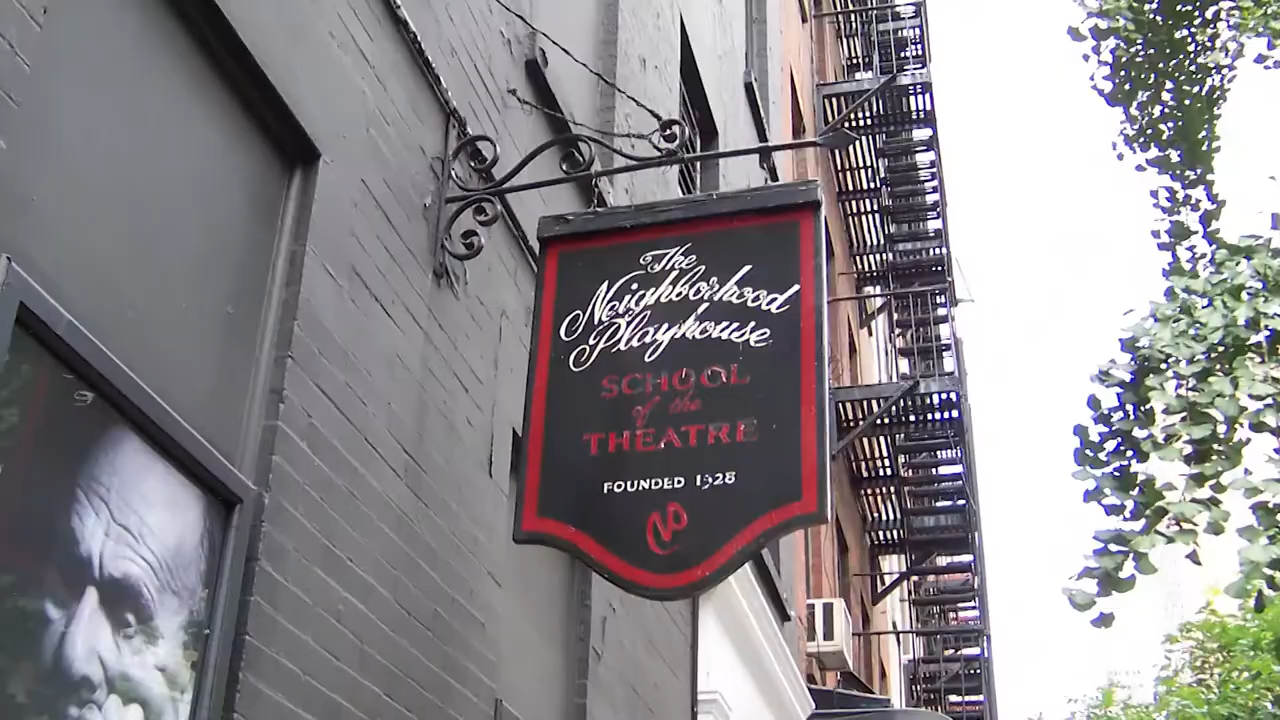 The
Neighborhood
Playhouse
SCHOOL
of the
THEATRE
FOUNDED 1928